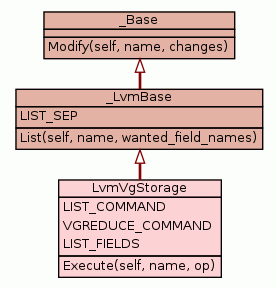 _Base
Modify(self, name, changes)
_LvmBase
LIST_SEP
List(self, name, wanted_field_names)
LvmVgStorage
LIST_COMMAND
VGREDUCE_COMMAND
LIST_FIELDS
Execute(self, name, op)